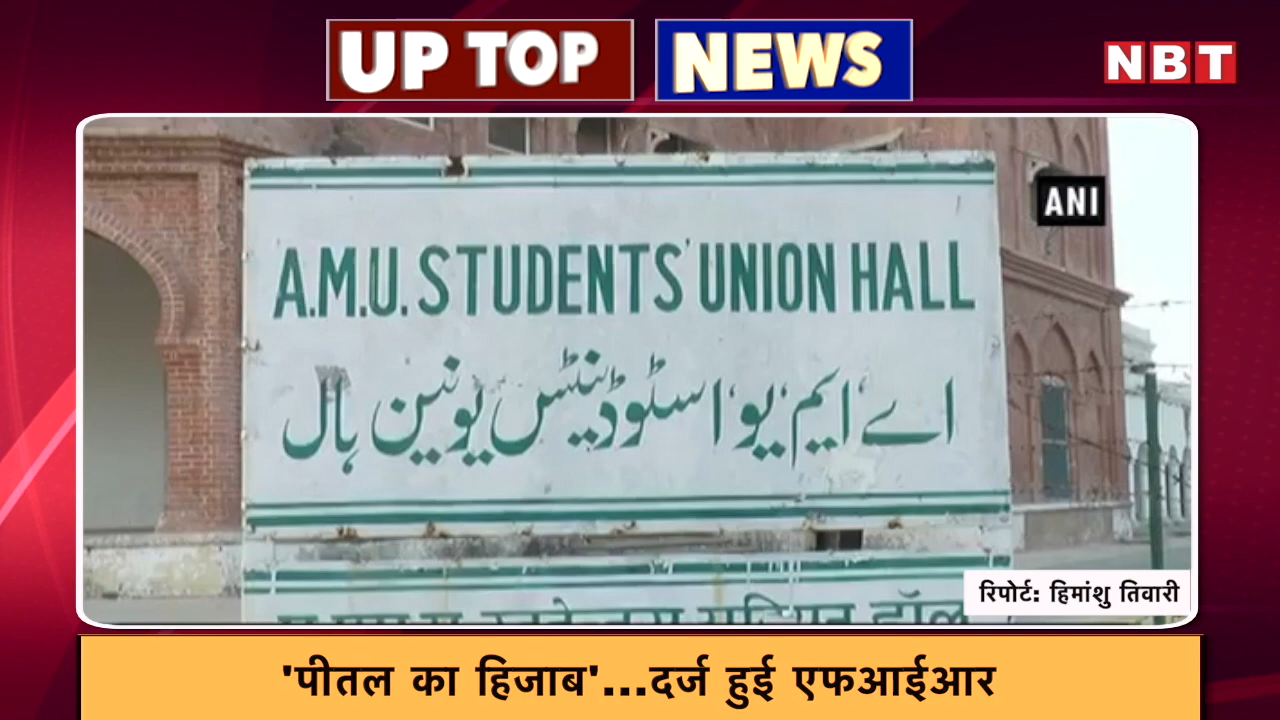 UP TOP NEWS
NBT
ANI
A.M.U. STUDENTS' UNION HALL
اے ایم یو اسٹوڈینٹس یونین ہال
रिपोर्ट: हिमांशु तिवारी
'पीतल का हिजाब'...दर्ज हुई एफआईआर